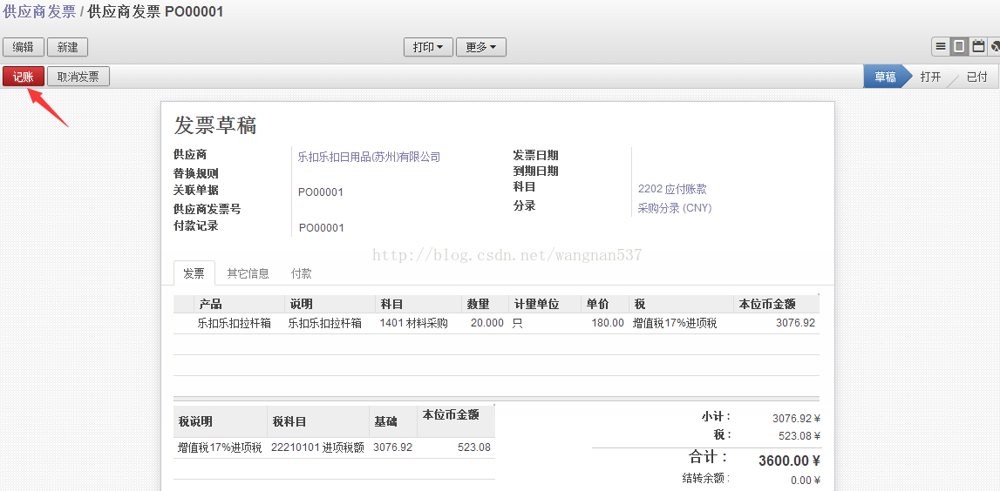 供应商发票 / 供应商发票 PO00001
编辑 新建 打印 更多
记账 取消发票 草稿 打开 已付
发票草稿
供应商 乐扣乐扣日用品(苏州)有限公司
替换规则
关联单据 PO00001
供应商发票号
付款记录 PO00001
发票日期
到期日期
科目 2202 应付账款
分录 采购分录 (CNY)
http://blog.csdn.net/wangnan537
发票 其它信息 付款
产品 说明 科目 数量 计量单位 单价 税 本位币金额
乐扣乐扣拉杆箱 乐扣乐扣拉杆箱 1401 材料采购 20.000 只 180.00 增值税17%进项税 3076.92
税说明 税科目 基础 本位币金额
增值税17%进项税 22210101 进项税额 3076.92 523.08
小计 : 3076.92 ¥
税 : 523.08 ¥
合计 : 3600.00 ¥
结转余额 : 0.00 ¥